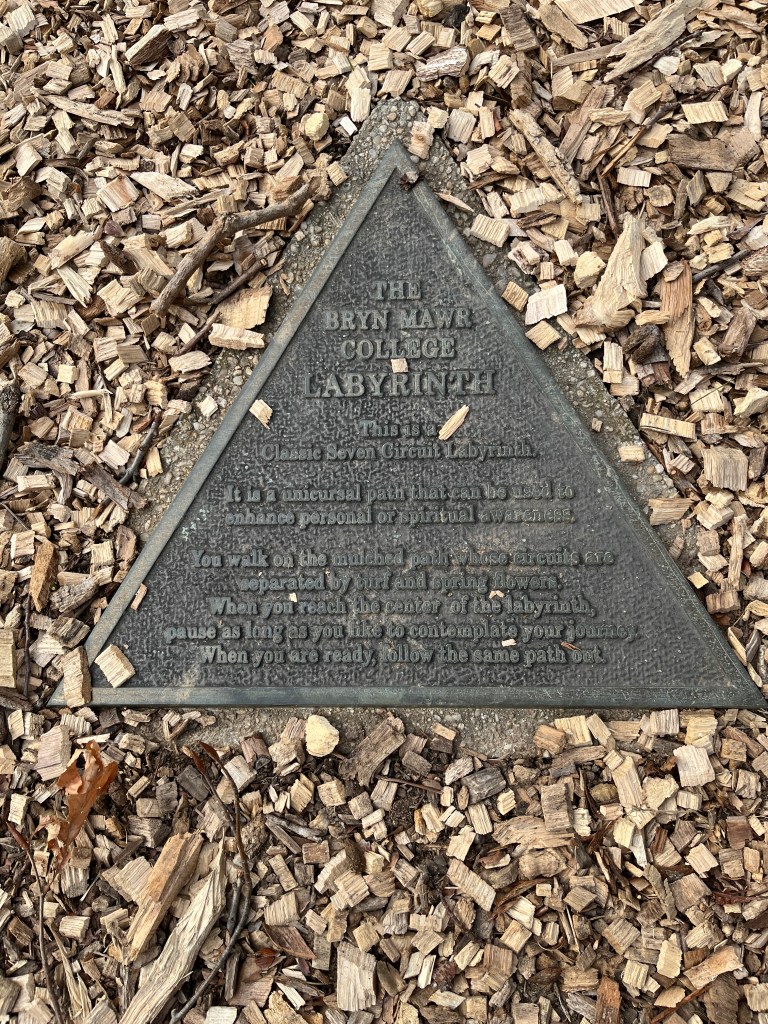 THE
BRYN MAWR
COLLEGE
LABYRINTH
This is a
Classic Seven Circuit Labyrinth.
It is a unicursal path that can be used to
enhance personal or spiritual awareness.
You walk on the mulched path whose circuits are
separated by turf and spring flowers.
When you reach the center of the labyrinth,
pause as long as you like to contemplate your journey.
When you are ready, follow the same path out.